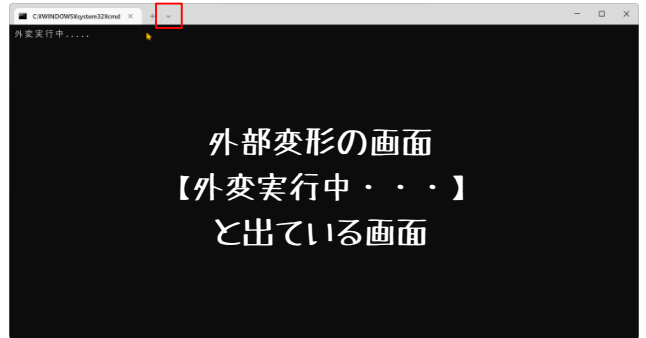 C:¥WINDOWS¥system32¥cmd
外変実行中.....
外部変形の画面
【外変実行中・・・】
と出ている画面